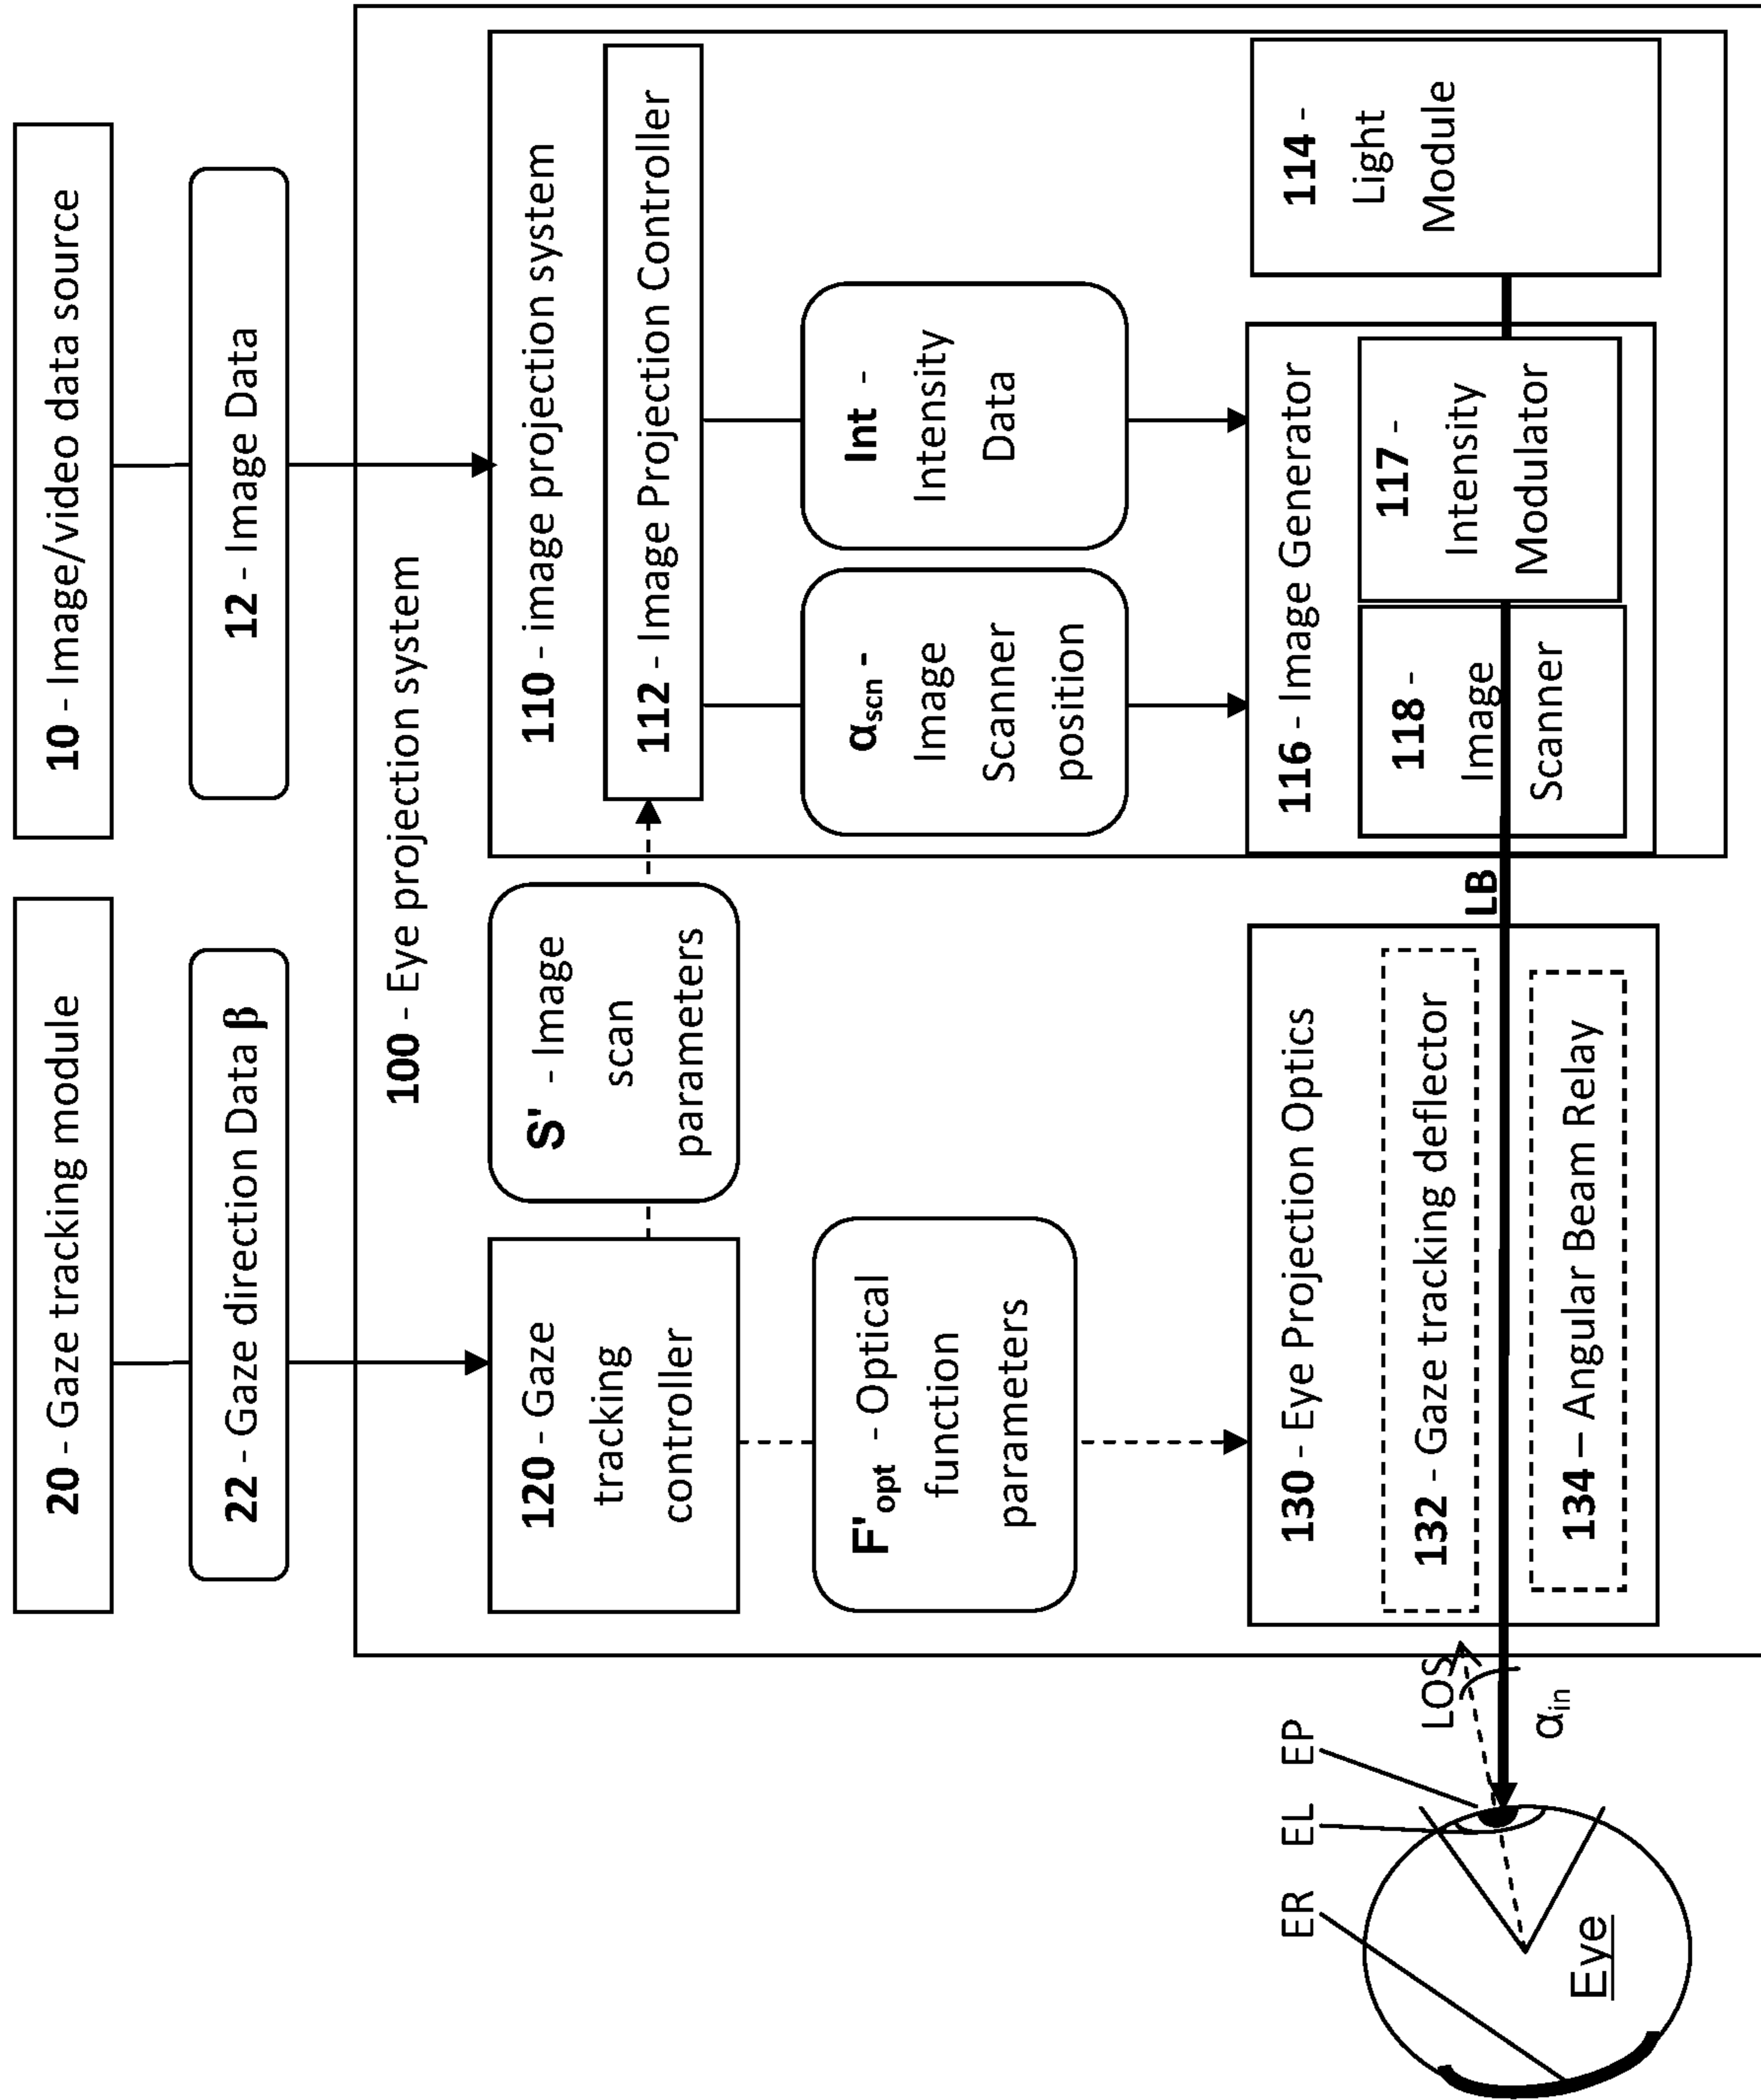 20 - Gaze tracking module
10 - Image/video data source
22 - Gaze direction Data β
12 - Image Data
100 - Eye projection system
120 - Gaze
tracking
controller
S' - Image
scan
parameters
110 - image projection system
112 - Image Projection Controller
F'opt - Optical
function
parameters
αscn -
Image
Scanner
position
Int -
Intensity
Data
130 - Eye Projection Optics
132 - Gaze tracking deflector
134 – Angular Beam Relay
LB
116 - Image Generator
118 -
Image
Scanner
117 -
Intensity
Modulator
114 -
Light
Module
ER
EL
EP
LOS
αin
Eye